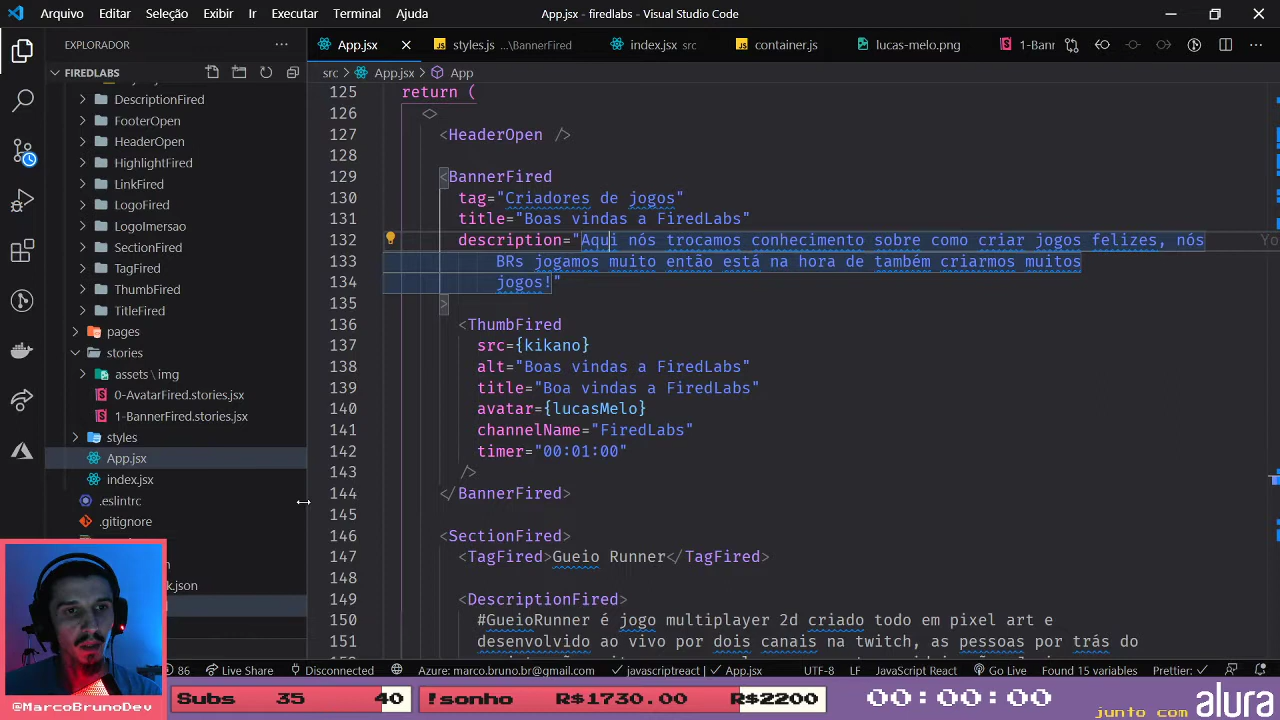 Arquivo Editar Seleção Exibir Ir Executar Terminal Ajuda App.jsx - firedlabs - Visual Studio Code
EXPLORADOR
App.jsx styles.js ...\BannerFired index.jsx src container.js lucas-melo.png 1-Banr
FIREDLABS
src App.jsx App
DescriptionFired
FooterOpen
HeaderOpen
HighlightFired
LinkFired
LogoFired
LogoImersao
SectionFired
TagFired
ThumbFired
TitleFired
pages
stories
assets \ img
0-AvatarFired.stories.jsx
1-BannerFired.stories.jsx
styles
App.jsx
index.jsx
.eslintrc
.gitignore
k.json
125 return (
126 <>
127 <HeaderOpen />
128
129 <BannerFired
130 tag="Criadores de jogos"
131 title="Boas vindas a FiredLabs"
132 description="Aqui nós trocamos conhecimento sobre como criar jogos felizes, nós Yo
133 BRs jogamos muito então está na hora de também criarmos muitos
134 jogos!"
135 >
136 <ThumbFired
137 src={kikano}
138 alt="Boas vindas a FiredLabs"
139 title="Boa vindas a FiredLabs"
140 avatar={lucasMelo}
141 channelName="FiredLabs"
142 timer="00:01:00"
143 />
144 </BannerFired>
145
146 <SectionFired>
147 <TagFired>Gueio Runner</TagFired>
148
149 <DescriptionFired>
150 #GueioRunner é jogo multiplayer 2d criado todo em pixel art e
151 desenvolvido ao vivo por dois canais na twitch, as pessoas por trás do
86 Live Share Disconnected Azure: marco.bruno.br@gmail.com javascriptreact App.jsx UTF-8 LF JavaScript React Go Live Found 15 variables Prettier:
@MarcoBrunoDev
Subs 35 40 !sonho R$1730.00 R$2200 00:00:00 junto com alura